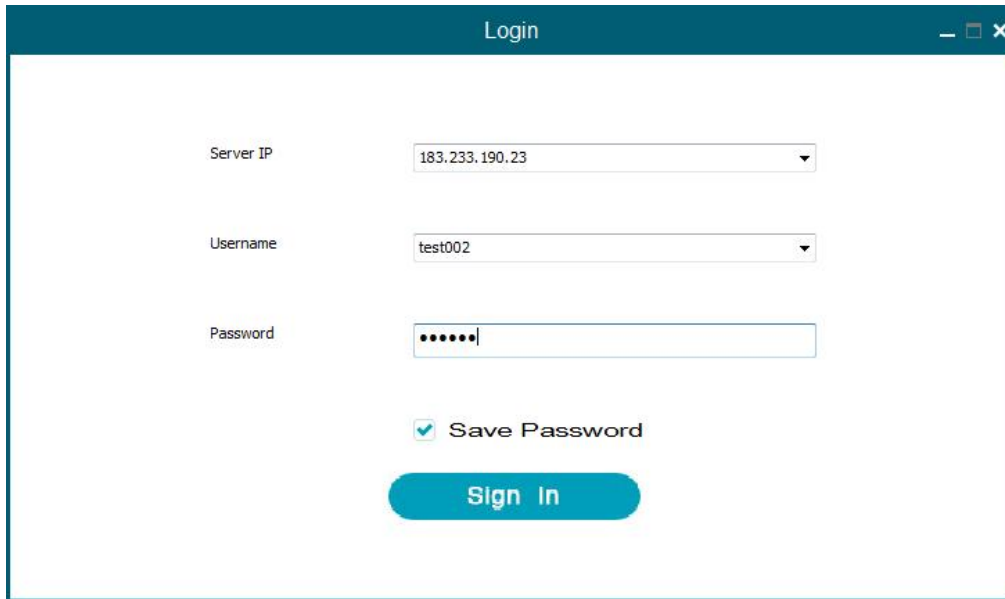 Login
Server IP
183.233.190.23
Username
test002
Password
••••••
Save Password
Sign in